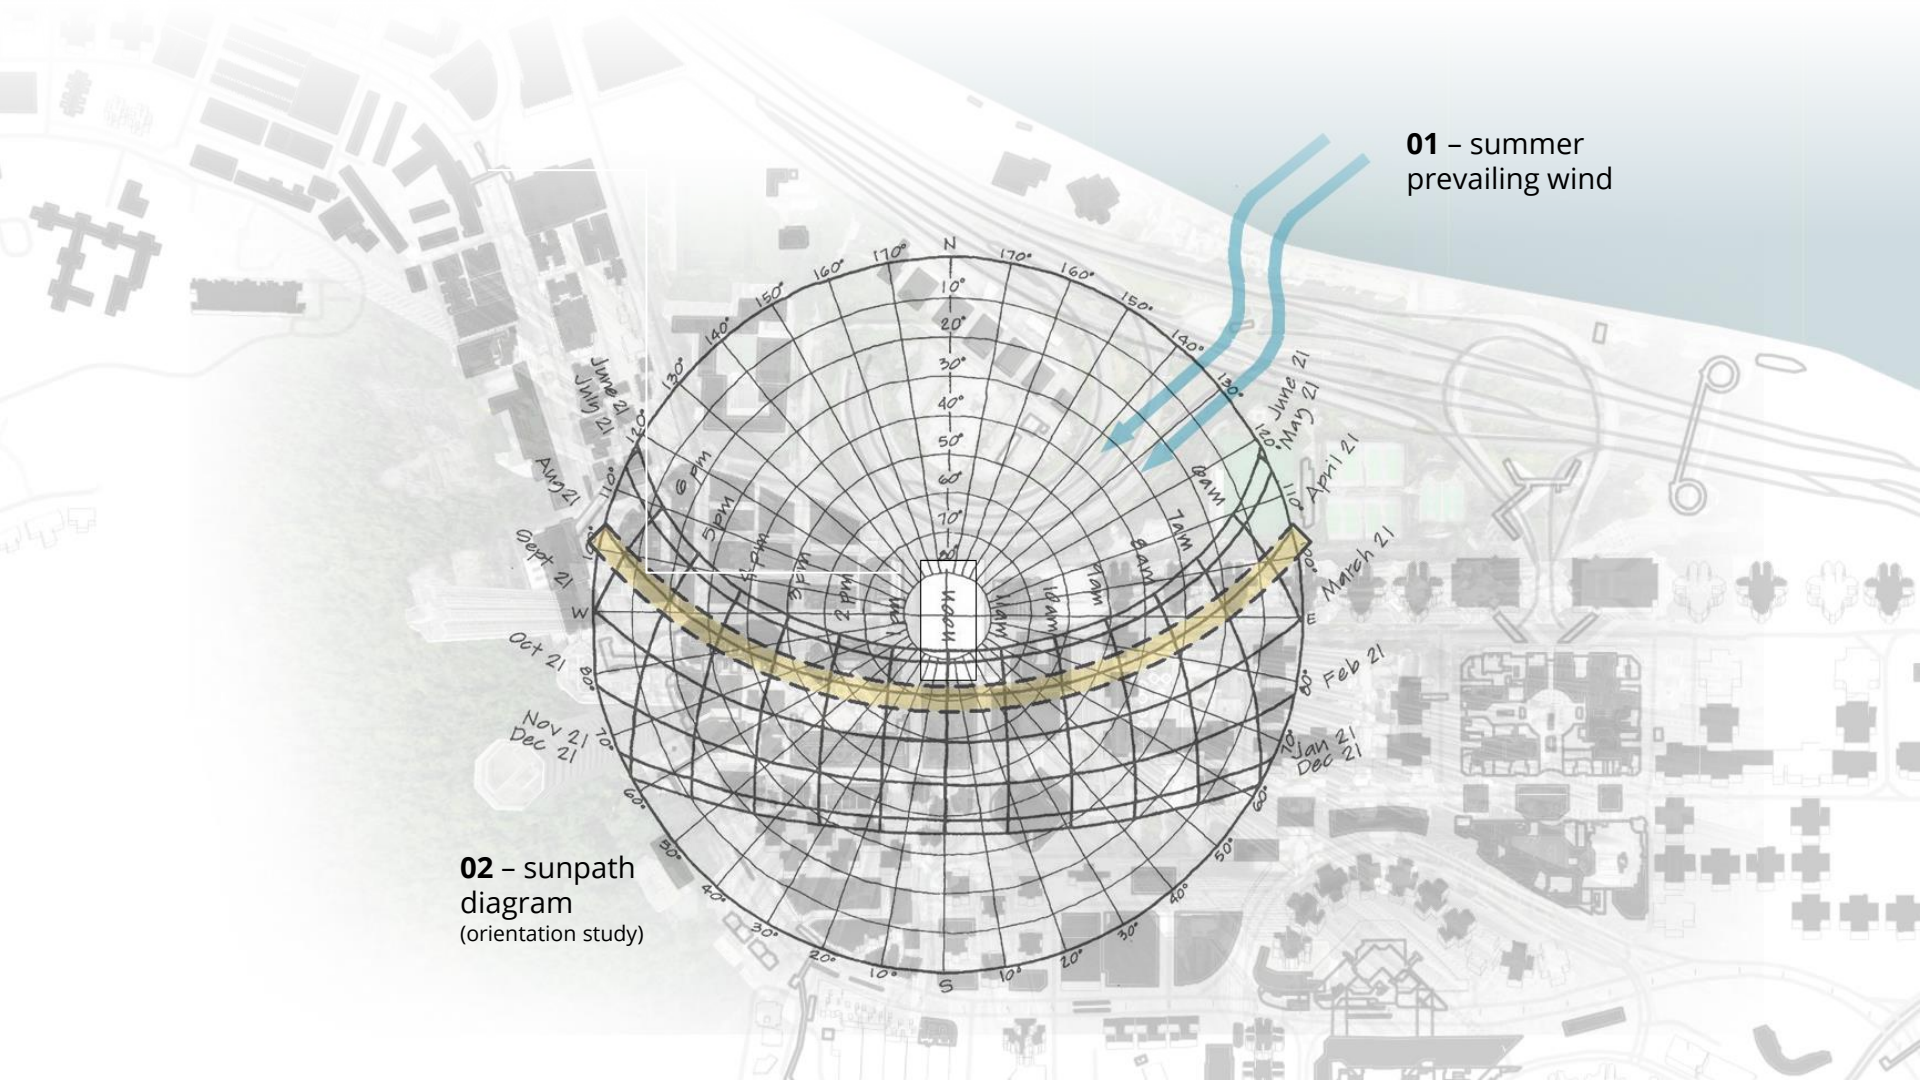 01 – summer
prevailing wind
N
170°
170°
160°
160°
150°
150°
140°
140°
130°
130°
120°
120°
110°
110°
10°
20°
30°
40°
50°
60°
70°
June 21
July 21
Aug 21
Sept 21
Oct 21
Nov 21
Dec 21
June 21
May 21
April 21
March 21
Feb 21
Jan 21
Dec 21
6pm
5pm
4pm
3pm
2pm
1pm
noon
11am
10am
9am
8am
7am
6am
W
E
80°
80°
70°
70°
60°
60°
50°
50°
40°
40°
30°
30°
20°
20°
10°
10°
S
02 – sunpath
diagram
(orientation study)